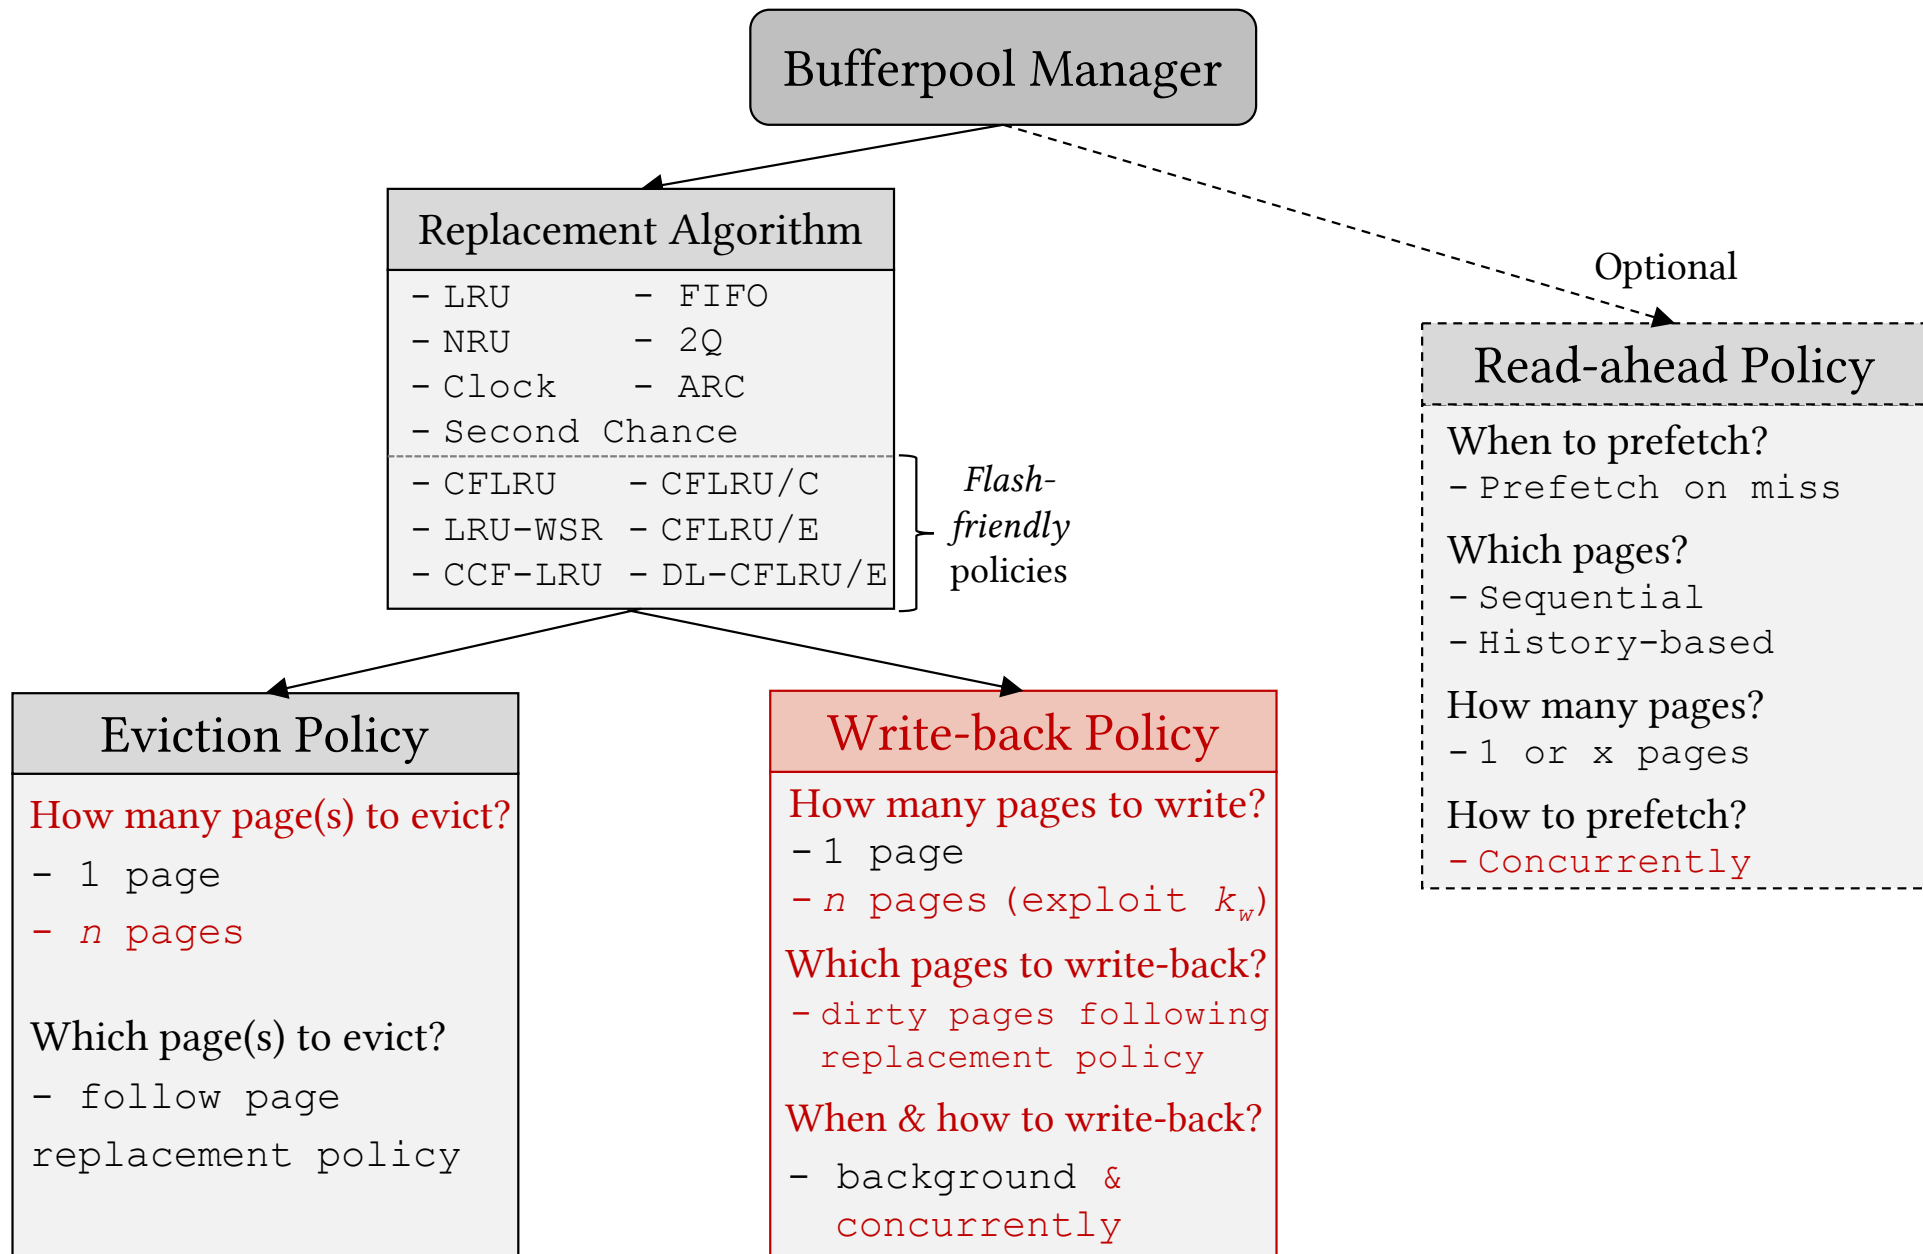 Bufferpool Manager
Replacement Algorithm
- LRU - FIFO
- NRU - 2Q
- Clock - ARC
- Second Chance
- CFLRU - CFLRU/C
- LRU-WSR - CFLRU/E
- CCF-LRU - DL-CFLRU/E
Flash-
friendly
policies
Optional
Read-ahead Policy
When to prefetch?
- Prefetch on miss
Which pages?
- Sequential
- History-based
How many pages?
- 1 or x pages
How to prefetch?
- Concurrently
Eviction Policy
How many page(s) to evict?
- 1 page
- n pages
Which page(s) to evict?
- follow page
replacement policy
Write-back Policy
How many pages to write?
- 1 page
- n pages (exploit k_w)
Which pages to write-back?
- dirty pages following
replacement policy
When & how to write-back?
- background &
concurrently